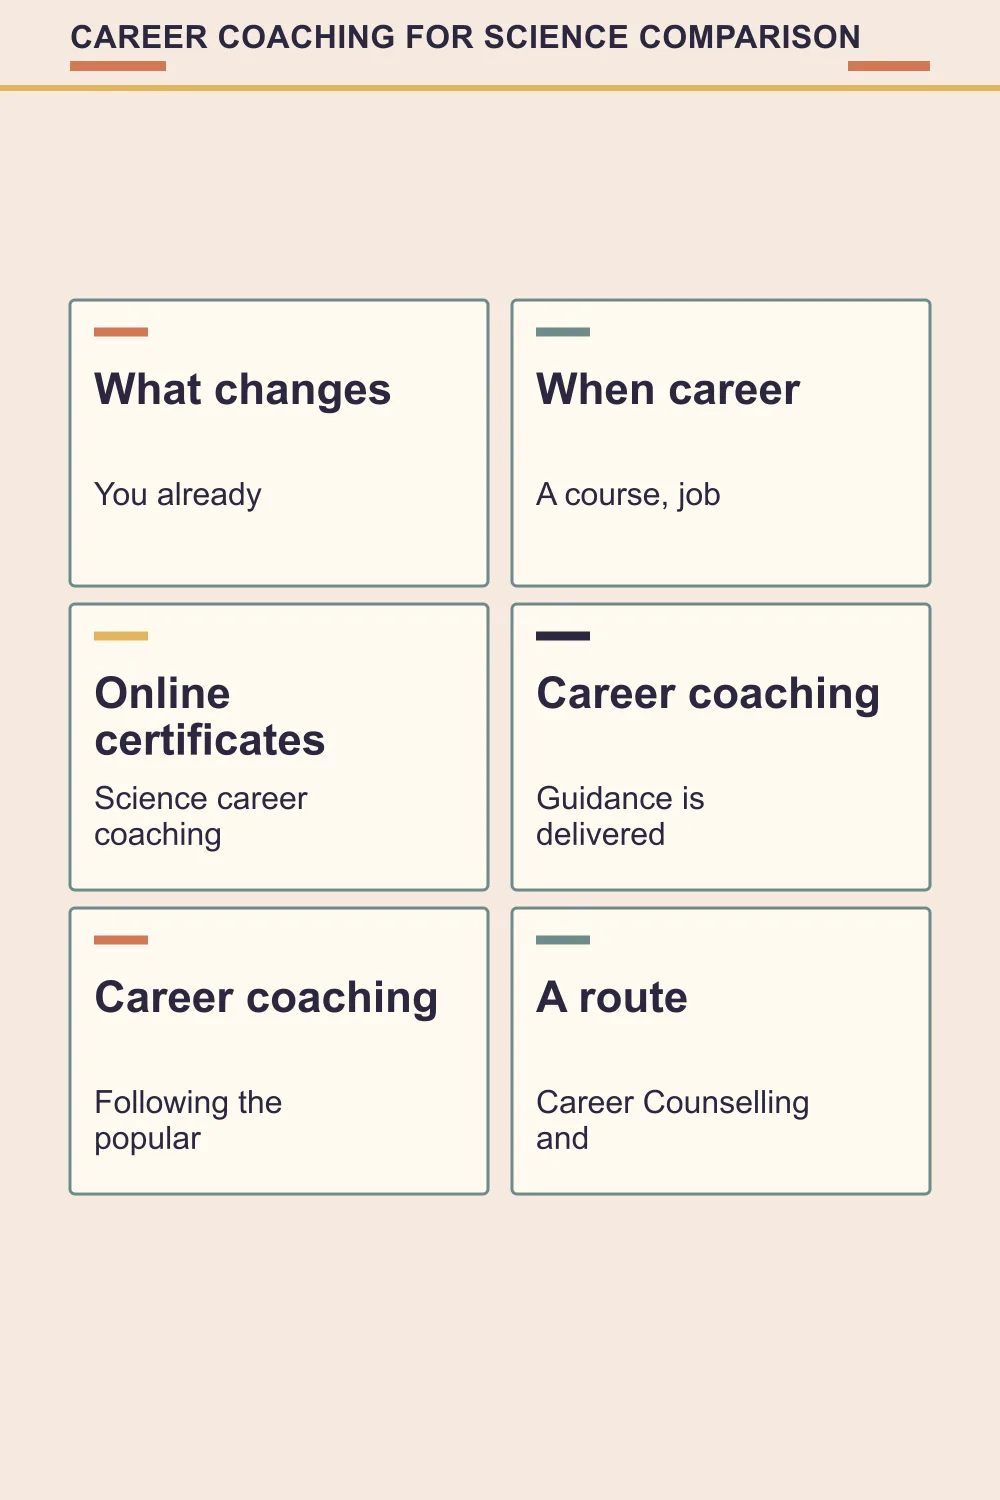 CAREER COACHING FOR SCIENCE COMPARISON
What changes
You already
When career
A course, job
Online
certificates
Science career
coaching
Career coaching
Guidance is
delivered
Career coaching
Following the
popular
A route
Career Counselling
and